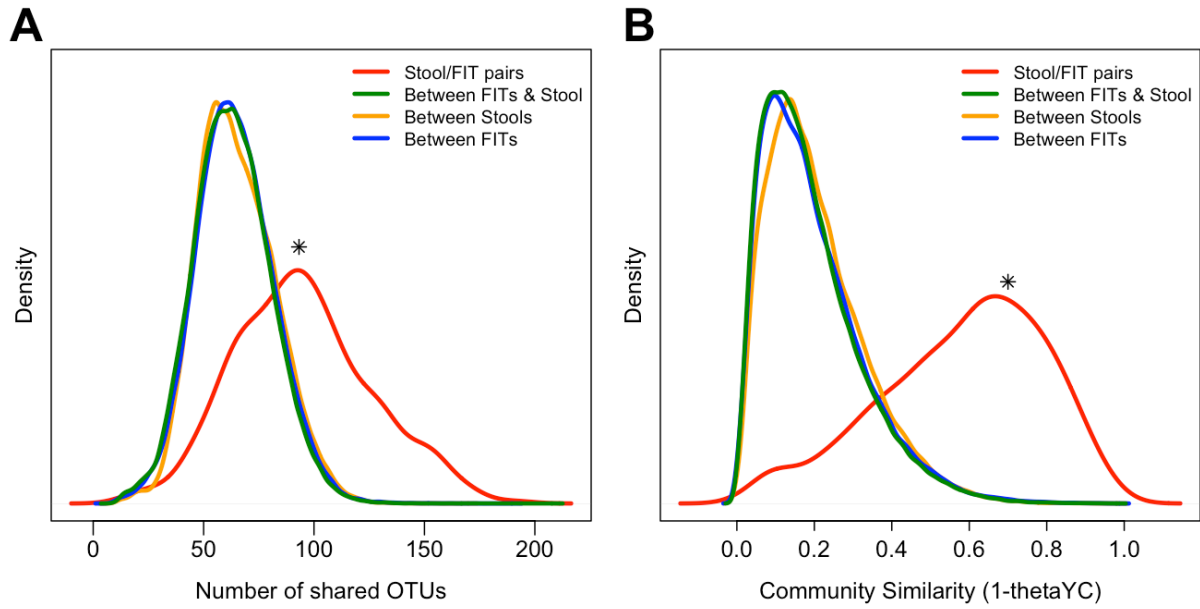 A
Stool/FIT pairs
Between FITs & Stool
Between Stools
Between FITs
*
Density
0 50 100 150 200
Number of shared OTUs
B
Stool/FIT pairs
Between FITs & Stool
Between Stools
Between FITs
*
Density
0.0 0.2 0.4 0.6 0.8 1.0
Community Similarity (1-thetaYC)